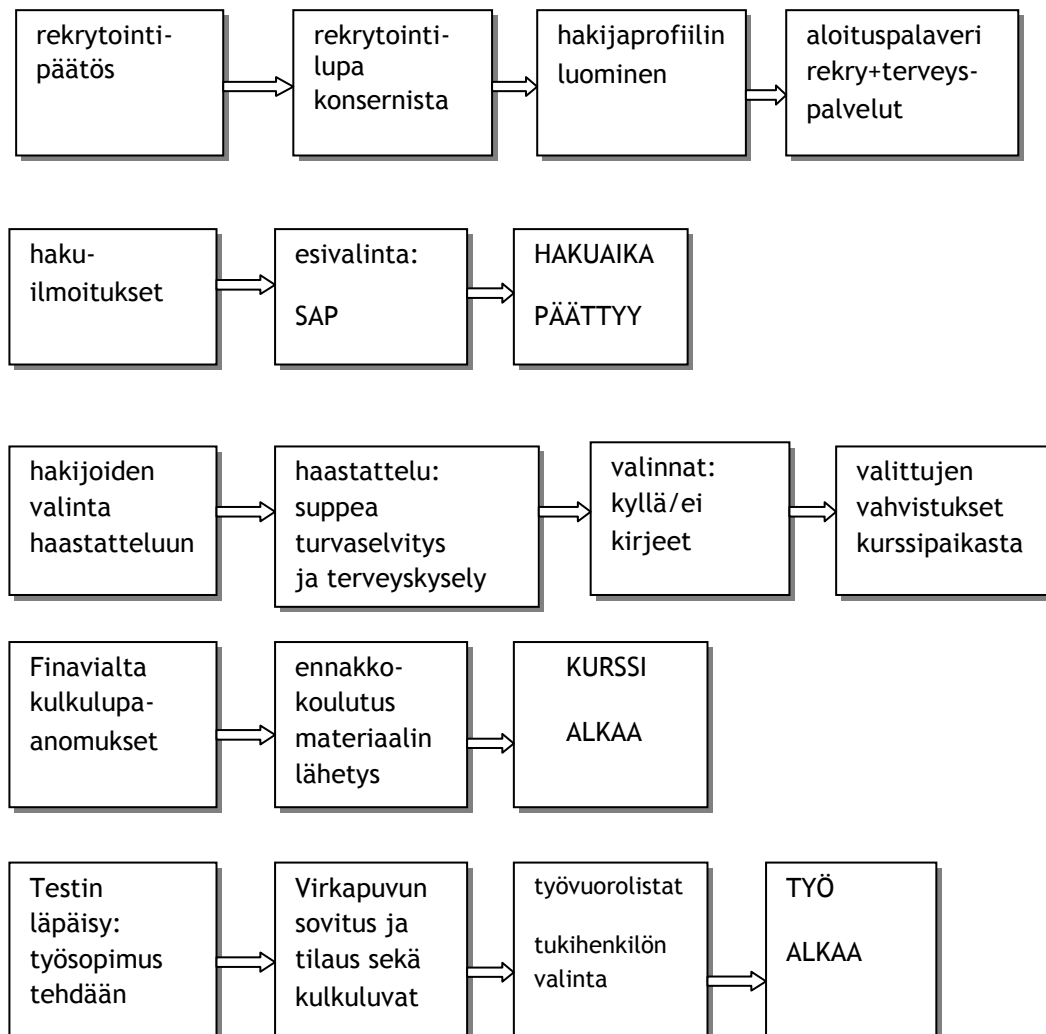 rekrytointi-
päätös
rekrytointi-
lupa
konsernista
hakijaprofiilin
luominen
aloituspalaveri
rekry+terveys-
palvelut
haku-
ilmoitukset
esivalinta:
SAP
HAKUAIKA
PÄÄTTYY
hakijoiden
valinta
haastatteluun
haastattelu:
suppea
turvaselvitys
ja terveyskysely
valinnat:
kyllä/ei
kirjeet
valittujen
vahvistukset
kurssipaikasta
Finavialta
kulkulupa-
anomukset
ennakko-
koulutus
materiaalin
lähetys
KURSSI
ALKAA
Testin
läpäisy:
työsopimus
tehdään
Virkapuvun
sovitus ja
tilaus sekä
kulkuluvat
työvuorolistat
tukihenkilön
valinta
TYÖ
ALKAA